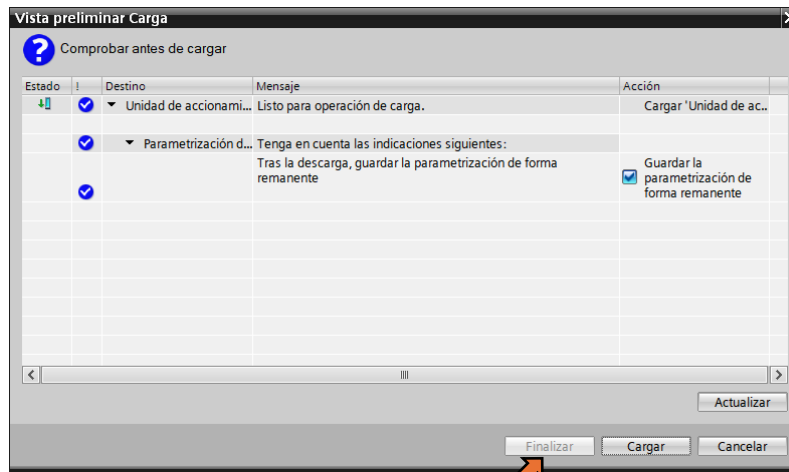 Vista preliminar Carga
Comprobar antes de cargar
Estado ! Destino Mensaje Acción
Unidad de accionami... Listo para operación de carga. Cargar 'Unidad de ac..
Parametrización d... Tenga en cuenta las indicaciones siguientes:
Tras la descarga, guardar la parametrización de forma
remanente
Guardar la
parametrización de
forma remanente
Actualizar
Finalizar Cargar Cancelar